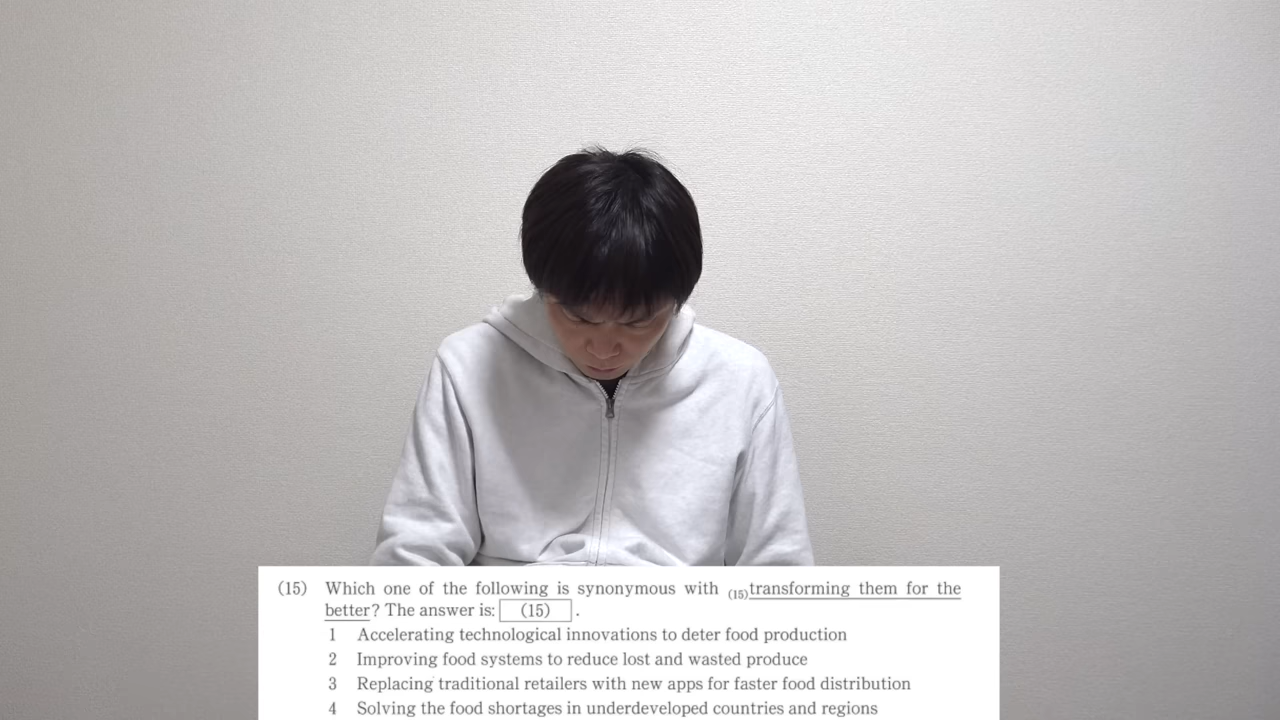 (15) Which one of the following is synonymous with (15)transforming them for the
better? The answer is: (15) .
1 Accelerating technological innovations to deter food production
2 Improving food systems to reduce lost and wasted produce
3 Replacing traditional retailers with new apps for faster food distribution
4 Solving the food shortages in underdeveloped countries and regions